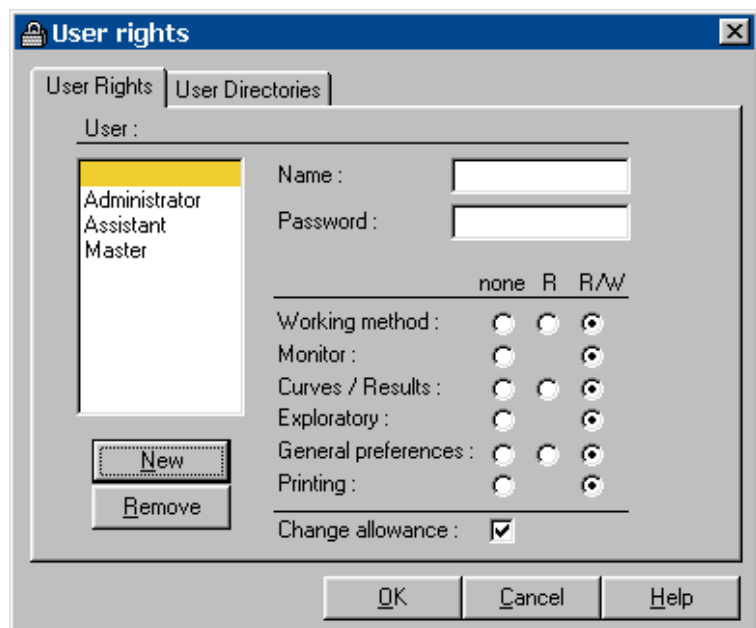 User rights
User Rights User Directories
User :
Administrator
Assistant
Master
Name :
Password :
none R R/W
Working method :
Monitor :
Curves / Results :
Exploratory :
General preferences :
Printing :
Change allowance :
New
Remove
OK Cancel Help